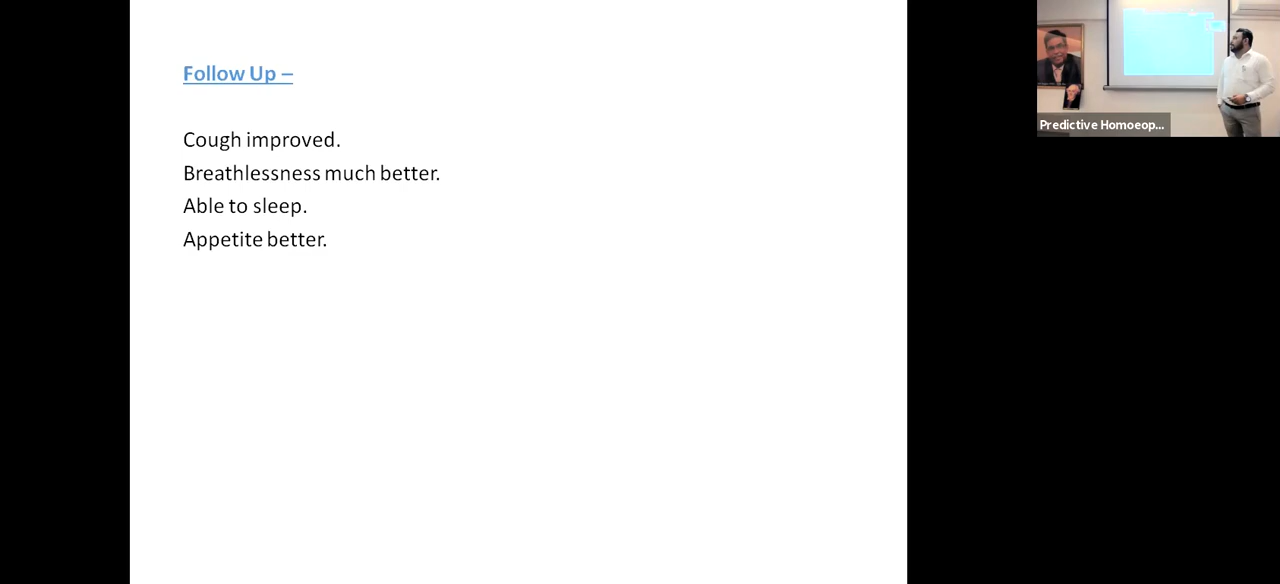 Follow Up –
Cough improved.
Breathlessness much better.
Able to sleep.
Appetite better.
Predictive Homoeop...